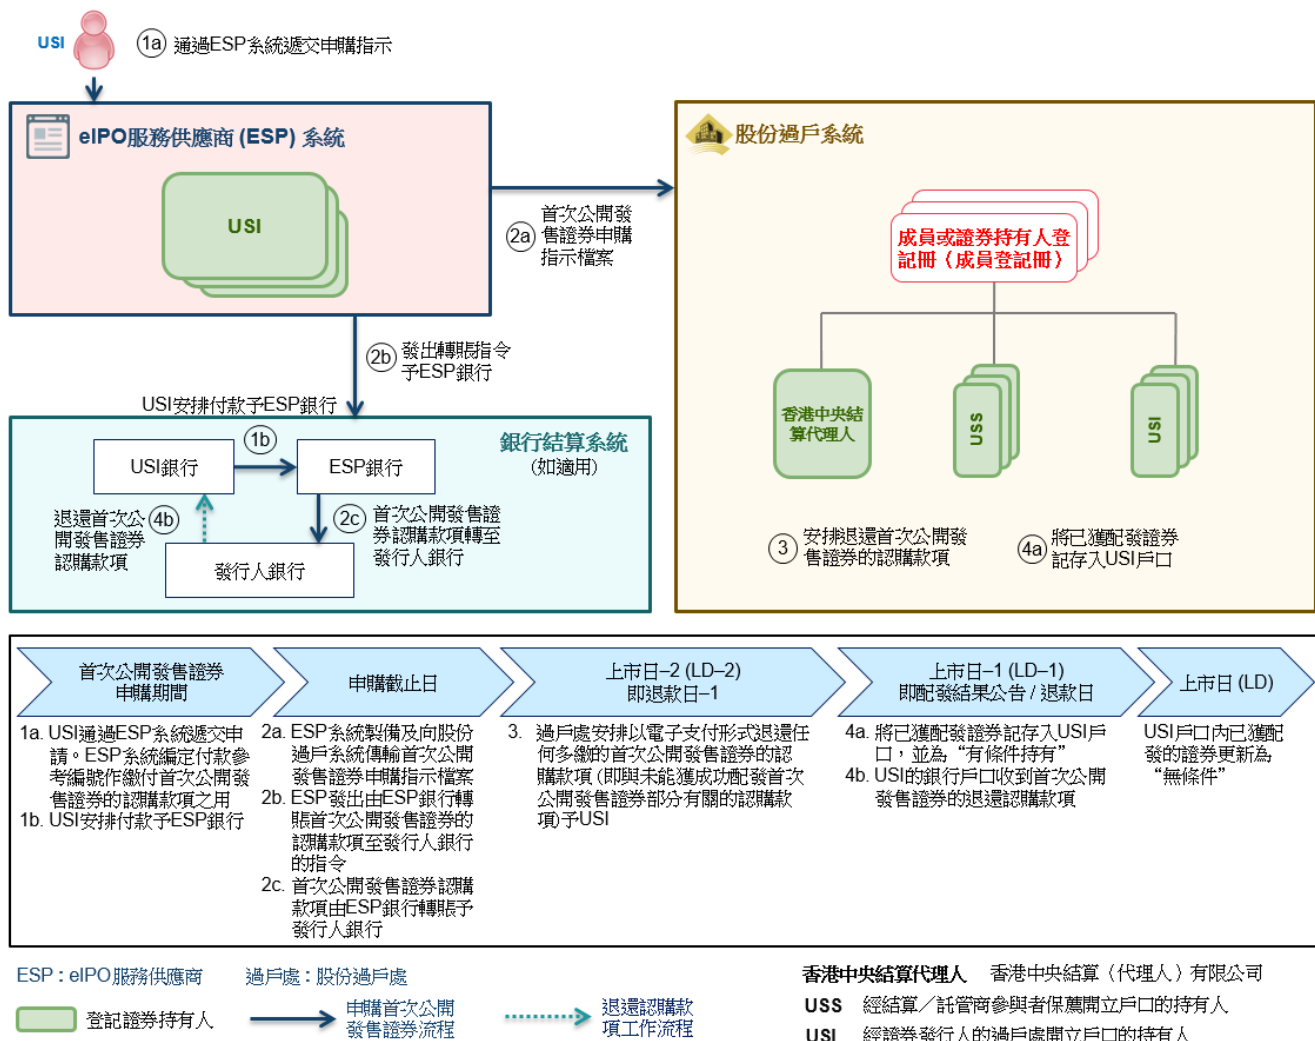 USI
1a 通過ESP系統遞交申購指示
eIPO服務供應商 (ESP) 系統
USI
2a
首次公開發
售證券申購
指示檔案
股份過戶系統
成員或證券持有人登
記冊（成員登記冊）
香港中央結
算代理人
USS
USI
3
安排退還首次公開發
售證券的認購款項
4a
將已獲配發證券
記存入USI戶口
2b
發出轉賬指令
予ESP銀行
USI安排付款予ESP銀行
1b
銀行結算系統
(如適用)
USI銀行
ESP銀行
退還首次公
開發售證券
認購款項
4b
2c
首次公開發售證
券認購款項轉至
發行人銀行
發行人銀行
首次公開發售證券
申購期間
申購截止日
上市日–2 (LD–2)
即退款日–1
上市日–1 (LD–1)
即配發結果公告 / 退款日
上市日 (LD)
1a. USI通過ESP系統遞交申
請。ESP系統編定付款參
考編號作繳付首次公開發
售證券的認購款項之用
1b. USI安排付款予ESP銀行
2a. ESP系統製備及向股份
過戶系統傳輸首次公開
發售證券申購指示檔案
2b. ESP發出由ESP銀行轉
賬首次公開發售證券的
認購款項至發行人銀行
的指令
2c. 首次公開發售證券認購
款項由ESP銀行轉賬予
發行人銀行
3. 過戶處安排以電子支付形式退還任
何多繳的首次公開發售證券的認
購款項 (即與未能獲成功配發首次
公開發售證券部分有關的認購款
項)予USI
4a. 將已獲配發證券記存入USI戶
口，並為“有條件持有”
4b. USI的銀行戶口收到首次公開
發售證券的退還認購款項
USI戶口內已獲配
發的證券更新為
“無條件”
ESP : eIPO服務供應商
過戶處 : 股份過戶處
登記證券持有人
申購首次公開
發售證券流程
退還認購款
項工作流程
香港中央結算代理人 香港中央結算（代理人）有限公司
USS 經結算／託管商參與者保薦開立戶口的持有人
USI 經證券發行人的過戶處開立戶口的持有人